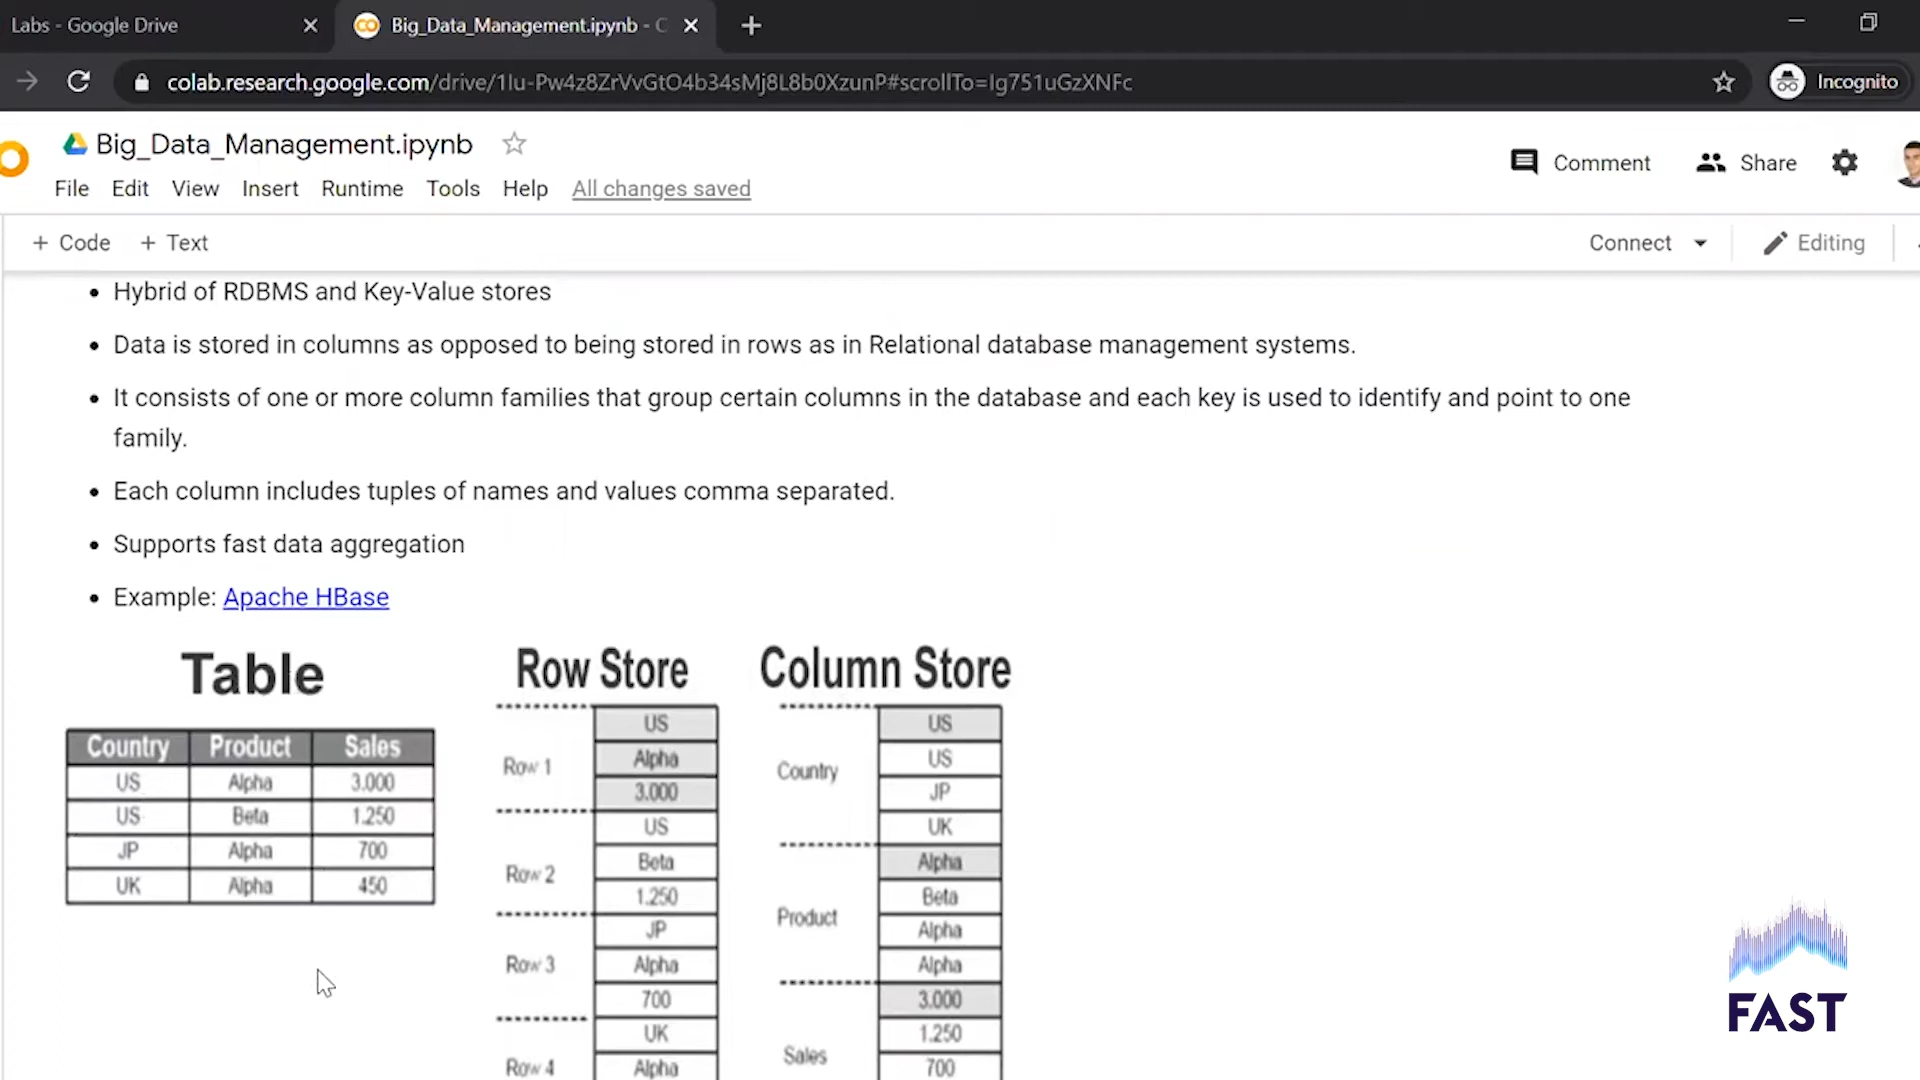 Labs - Google Drive
Big_Data_Management.ipynb - C
colab.research.google.com/drive/1Iu-Pw4z8ZrVvGtO4b34sMj8L8b0XzunP#scrollTo=Ig751uGzXNFc
Incognito
Big_Data_Management.ipynb
Comment
Share
File Edit View Insert Runtime Tools Help All changes saved
+ Code + Text
Connect
Editing
• Hybrid of RDBMS and Key-Value stores
• Data is stored in columns as opposed to being stored in rows as in Relational database management systems.
• It consists of one or more column families that group certain columns in the database and each key is used to identify and point to one
family.
• Each column includes tuples of names and values comma separated.
• Supports fast data aggregation
• Example: Apache HBase
Table
Country Product Sales
US Alpha 3.000
US Beta 1.250
JP Alpha 700
UK Alpha 450
Row Store
Row 1
US
Alpha
3.000
Row 2
US
Beta
1.250
Row 3
JP
Alpha
700
Row 4
UK
Alpha
Column Store
Country
US
US
JP
UK
Product
Alpha
Beta
Alpha
Alpha
Sales
3.000
1.250
700
FAST